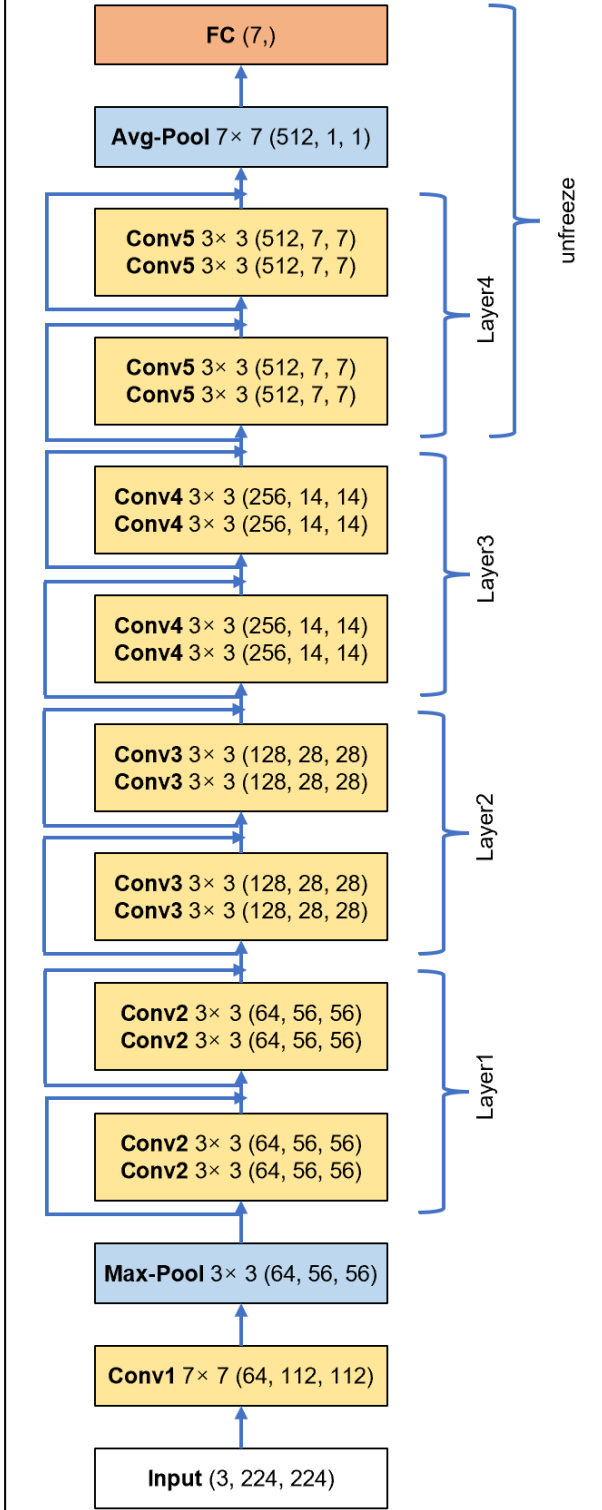 FC (7,)
Avg-Pool 7× 7 (512, 1, 1)
Conv5 3× 3 (512, 7, 7)
Conv5 3× 3 (512, 7, 7)
Conv5 3× 3 (512, 7, 7)
Conv5 3× 3 (512, 7, 7)
Conv4 3× 3 (256, 14, 14)
Conv4 3× 3 (256, 14, 14)
Conv4 3× 3 (256, 14, 14)
Conv4 3× 3 (256, 14, 14)
Conv3 3× 3 (128, 28, 28)
Conv3 3× 3 (128, 28, 28)
Conv3 3× 3 (128, 28, 28)
Conv3 3× 3 (128, 28, 28)
Conv2 3× 3 (64, 56, 56)
Conv2 3× 3 (64, 56, 56)
Conv2 3× 3 (64, 56, 56)
Conv2 3× 3 (64, 56, 56)
Max-Pool 3× 3 (64, 56, 56)
Conv1 7× 7 (64, 112, 112)
Input (3, 224, 224)
Layer4
Layer3
Layer2
Layer1
unfreeze